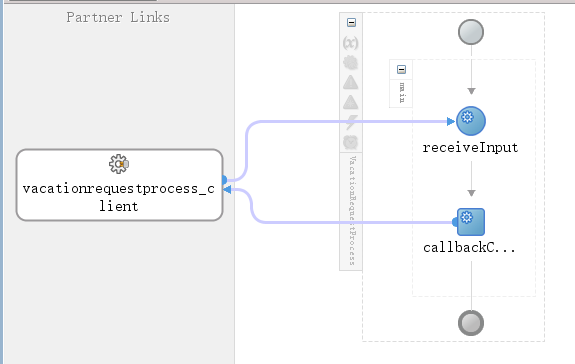 Partner Links
(x)
main
receiveInput
vacationrequestprocess_c
lient
VacationRequestProcess
callbackC...